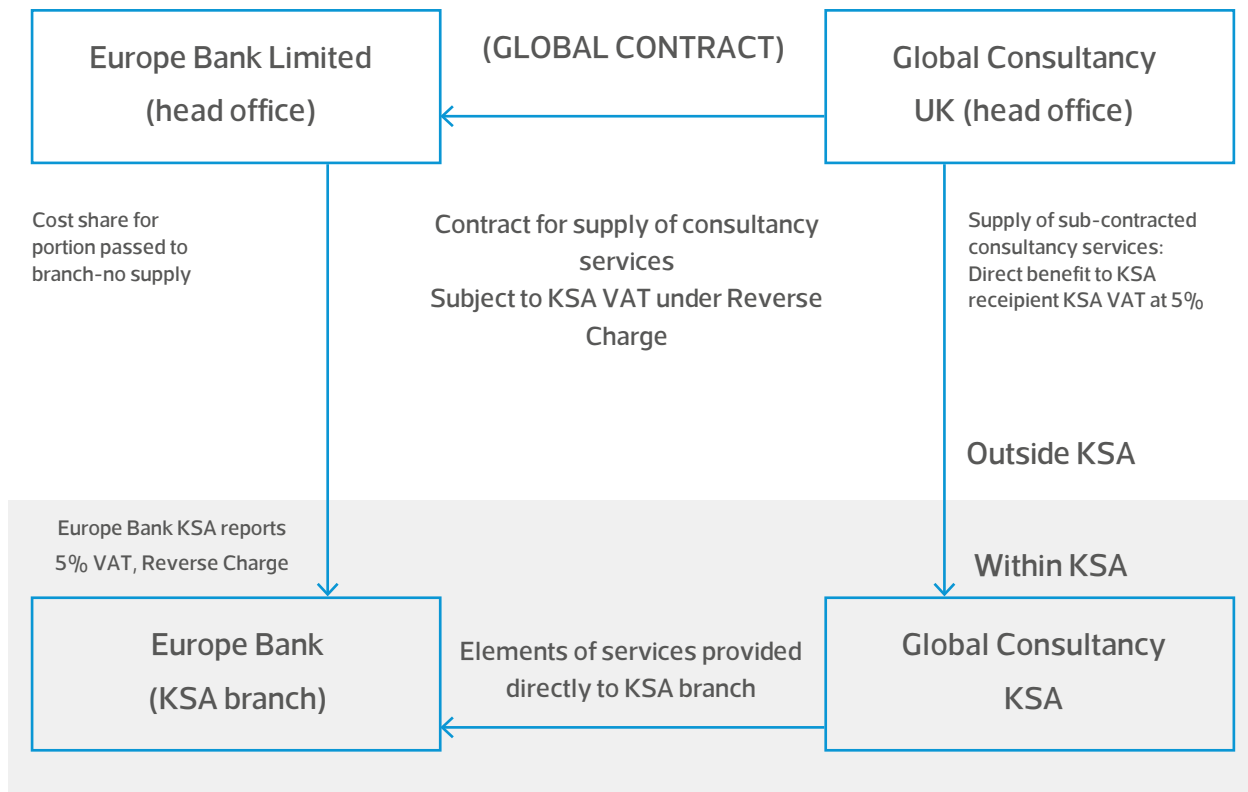 Europe Bank Limited
(head office)
(GLOBAL CONTRACT)
Global Consultancy
UK (head office)
Cost share for
portion passed to
branch-no supply
Contract for supply of consultancy
services
Subject to KSA VAT under Reverse
Charge
Supply of sub-contracted
consultancy services:
Direct benefit to KSA
receipient KSA VAT at 5%
Outside KSA
Europe Bank KSA reports
5% VAT, Reverse Charge
Within KSA
Europe Bank
(KSA branch)
Elements of services provided
directly to KSA branch
Global Consultancy
KSA